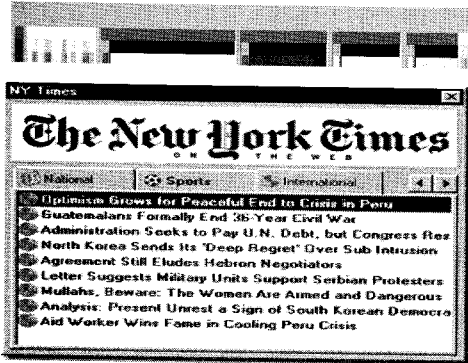 NY Times
The New York Times
ON THE WEB
National Sports International
Optimism Grows for Peaceful End to Crisis in Peru
Guatemalans Formally End 36-Year Civil War
Administration Seeks to Pay U.N. Debt, but Congress Res
North Korea Sends Its "Deep Regret" Over Sub Intrusion
Agreement Still Eludes Hebron Negotiators
Letter Suggests Military Units Support Serbian Protesters
Mullahs, Beware: The Women Are Armed and Dangerous
Analysis: Present Unrest a Sign of South Korean Democra
Aid Worker Wins Fame in Cooling Peru Crisis